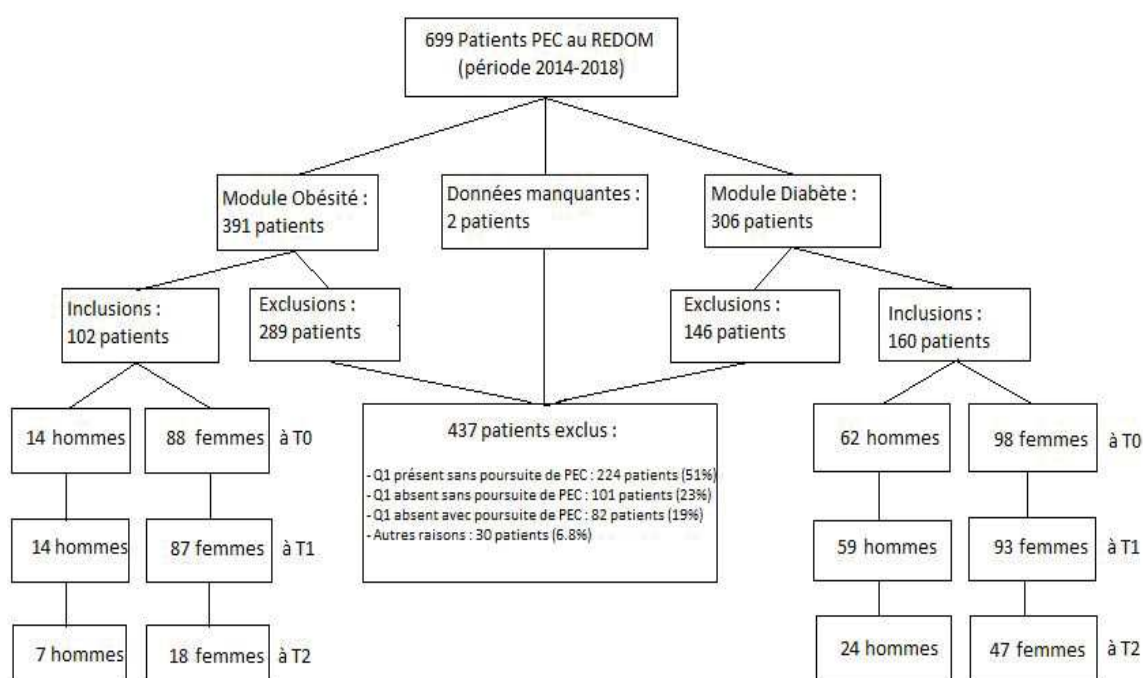 699 Patients PEC au REDOM
(période 2014-2018)
Module Obésité :
391 patients
Données manquantes :
2 patients
Module Diabète :
306 patients
Inclusions :
102 patients
Exclusions :
289 patients
Exclusions :
146 patients
Inclusions :
160 patients
14 hommes
88 femmes
à T0
437 patients exclus :
- Q1 présent sans poursuite de PEC : 224 patients (51%)
- Q1 absent sans poursuite de PEC : 101 patients (23%)
- Q1 absent avec poursuite de PEC : 82 patients (19%)
- Autres raisons : 30 patients (6.8%)
62 hommes
98 femmes
à T0
14 hommes
87 femmes
à T1
59 hommes
93 femmes
à T1
7 hommes
18 femmes
à T2
24 hommes
47 femmes
à T2